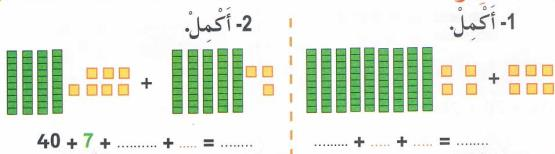 1- أَكْمِلْ.
+
........ + ..... + ..... = ........
2- أَكْمِلْ.
+
40 + 7 + .......... + ..... = ........